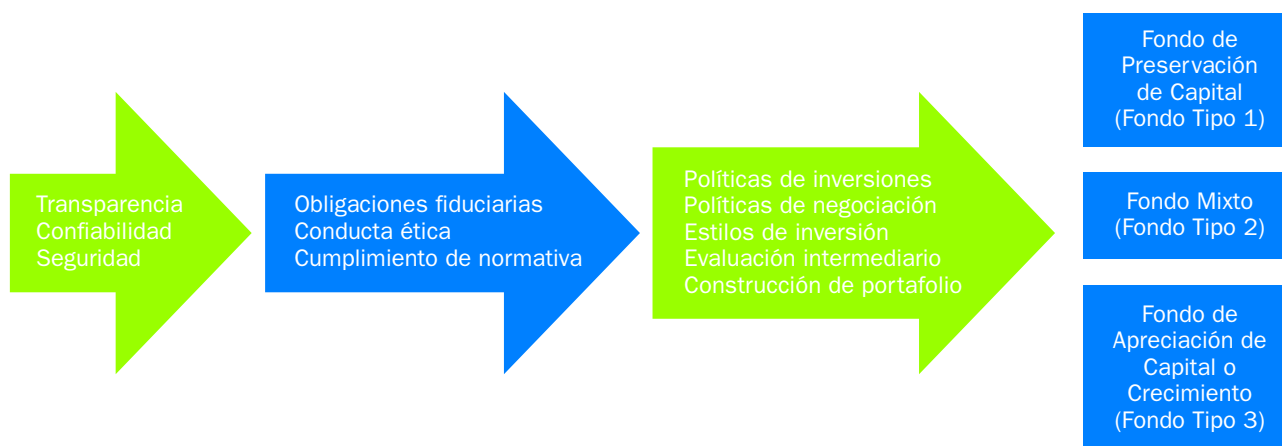 Transparencia
Confiabilidad
Seguridad
Obligaciones fiduciarias
Conducta ética
Cumplimiento de normativa
Políticas de inversiones
Políticas de negociación
Estilos de inversión
Evaluación intermediario
Construcción de portafolio
Fondo de
Preservación
de Capital
(Fondo Tipo 1)
Fondo Mixto
(Fondo Tipo 2)
Fondo de
Apreciación de
Capital o
Crecimiento
(Fondo Tipo 3)